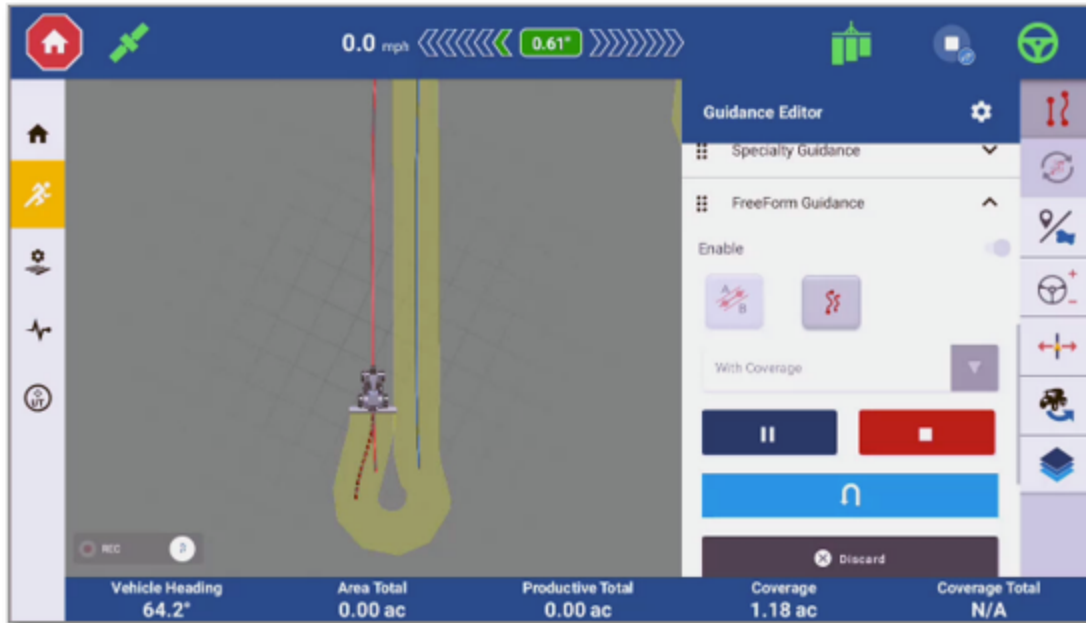 0.0 mph
0.61°
Guidance Editor
Specialty Guidance
FreeForm Guidance
Enable
A
B
With Coverage
Discard
REC
I/T
Vehicle Heading
64.2°
Area Total
0.00 ac
Productive Total
0.00 ac
Coverage
1.18 ac
Coverage Total
N/A